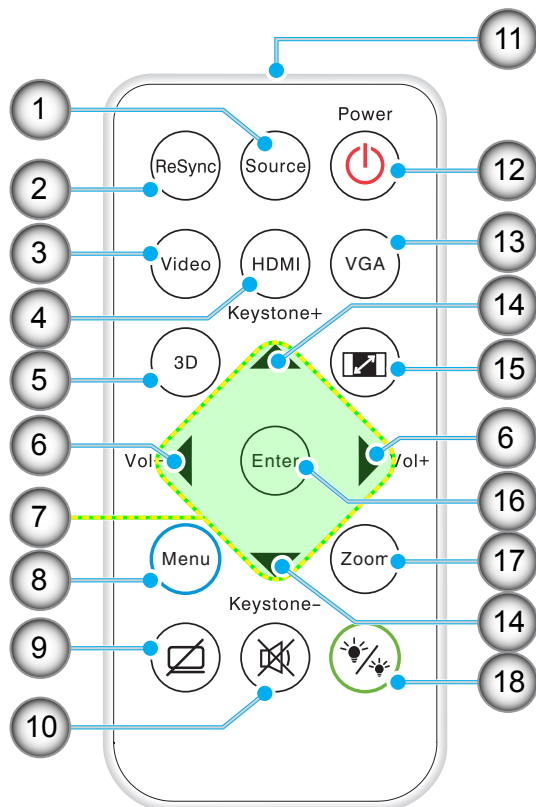 11
1
Power
ReSync
Source
2
12
3
13
Video
HDMI
VGA
4
14
Keystone+
3D
5
15
6
6
Vol-
Enter
Vol+
16
7
Menu
Zoom
17
8
Keystone-
14
9
18
10